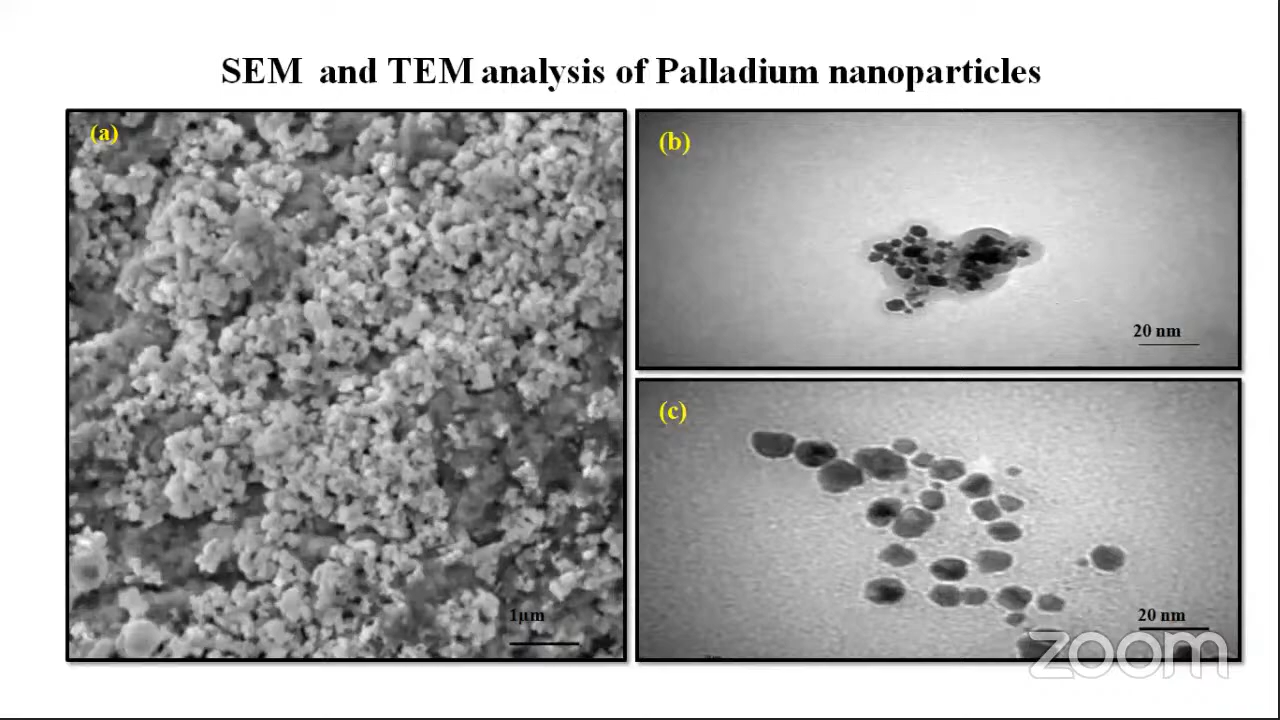 SEM and TEM analysis of Palladium nanoparticles
(a)
1µm
(b)
20 nm
(c)
20 nm
zoom